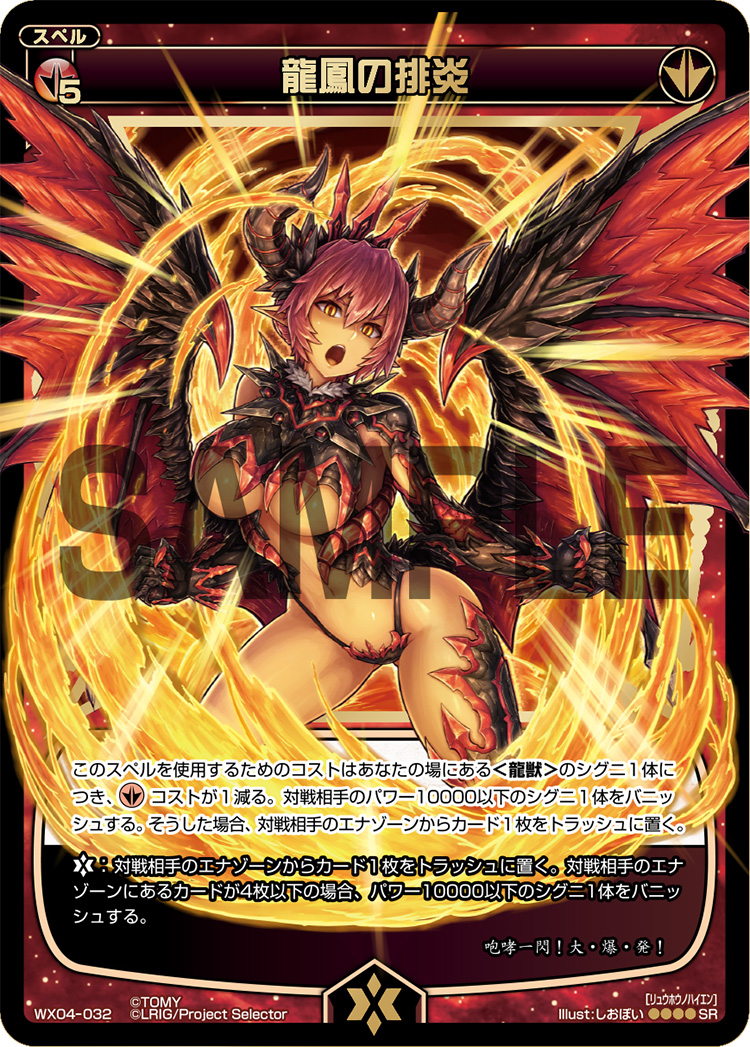 スペル
5
龍鳳の排炎
SAMPLE
このスペルを使用するためのコストはあなたの場にある＜龍獣＞のシグニ1体に
つき、コストが1減る。対戦相手のパワー10000以下のシグニ1体をバニッ
シュする。そうした場合、対戦相手のエナゾーンからカード1枚をトラッシュに置く。
：対戦相手のエナゾーンからカード1枚をトラッシュに置く。対戦相手のエナ
ゾーンにあるカードが4枚以下の場合、パワー10000以下のシグニ1体をバニッ
シュする。
咆哮一閃！大・爆・発！
WX04-032
©TOMY
©LRIG/Project Selector
[リュウホウノハイエン]
Illust:しおぼい
SR